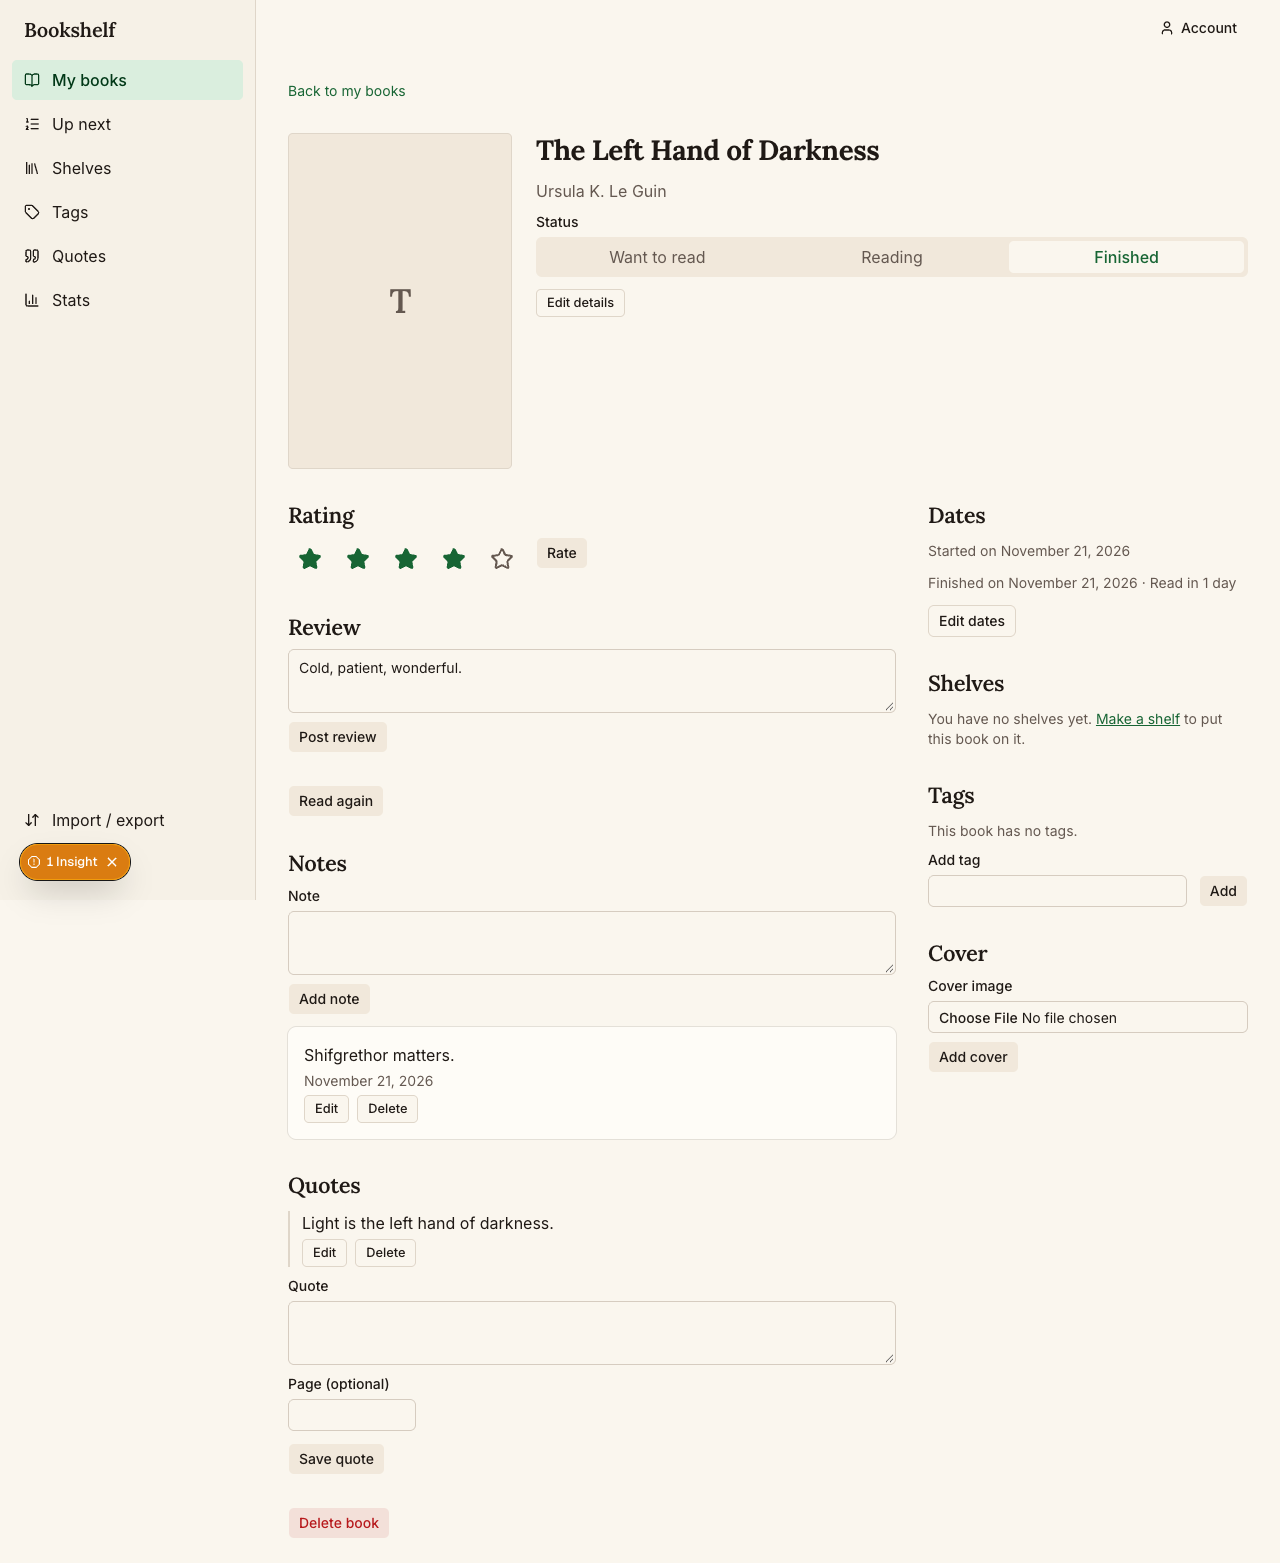 Bookshelf
My books
Up next
Shelves
Tags
Quotes
Stats
Import / export
1 Insight
Account
Back to my books
T
The Left Hand of Darkness
Ursula K. Le Guin
Status
Want to read
Reading
Finished
Edit details
Rating
Rate
Review
Cold, patient, wonderful.
Post review
Read again
Notes
Note
Add note
Shifgrethor matters.
November 21, 2026
Edit
Delete
Quotes
Light is the left hand of darkness.
Edit
Delete
Quote
Page (optional)
Save quote
Delete book
Dates
Started on November 21, 2026
Finished on November 21, 2026 · Read in 1 day
Edit dates
Shelves
You have no shelves yet. Make a shelf to put
this book on it.
Tags
This book has no tags.
Add tag
Add
Cover
Cover image
Choose File No file chosen
Add cover